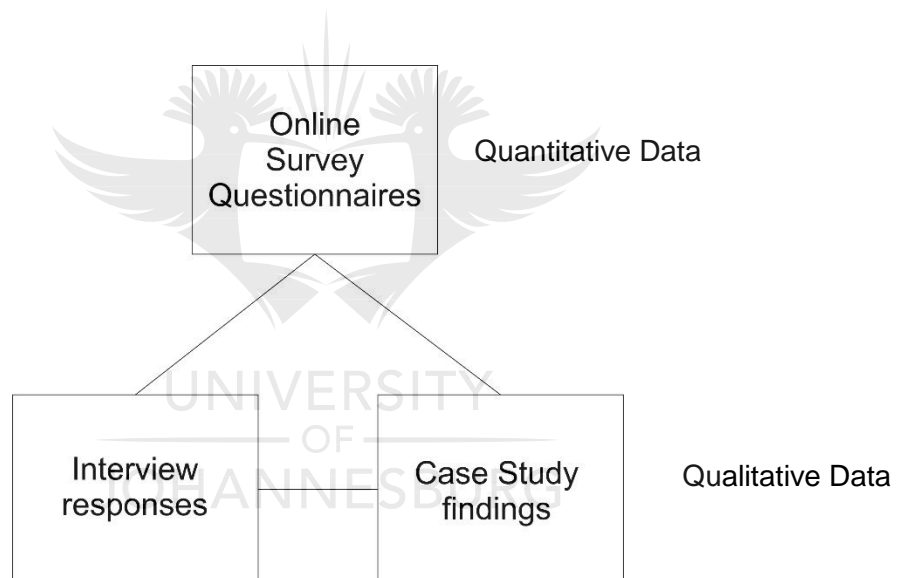 Online
Survey
Questionnaires
Quantitative Data
UNIVERSITY
OF
JOHANNESBURG
Interview
responses
Case Study
findings
Qualitative Data